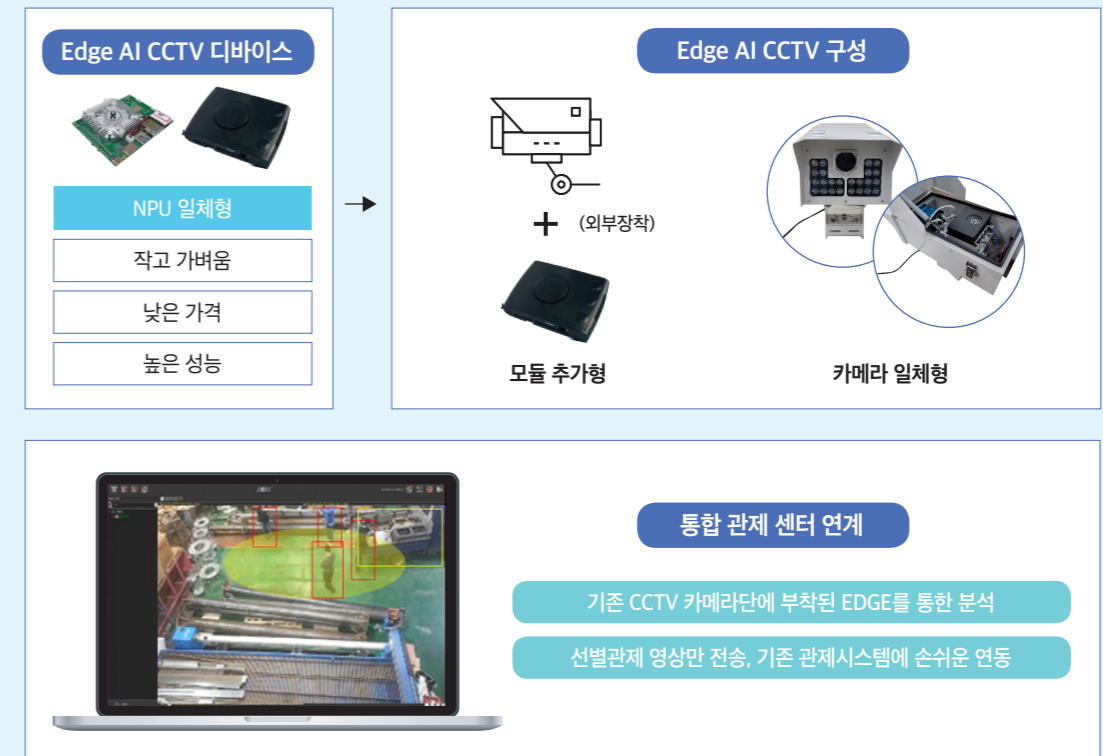 Edge AI CCTV 디바이스
NPU 일체형
작고 가벼움
낮은 가격
높은 성능
Edge AI CCTV 구성
(외부장착)
모듈 추가형
카메라 일체형
통합 관제 센터 연계
기존 CCTV 카메라단에 부착된 EDGE를 통한 분석
선별관제 영상만 전송, 기존 관제시스템에 손쉬운 연동